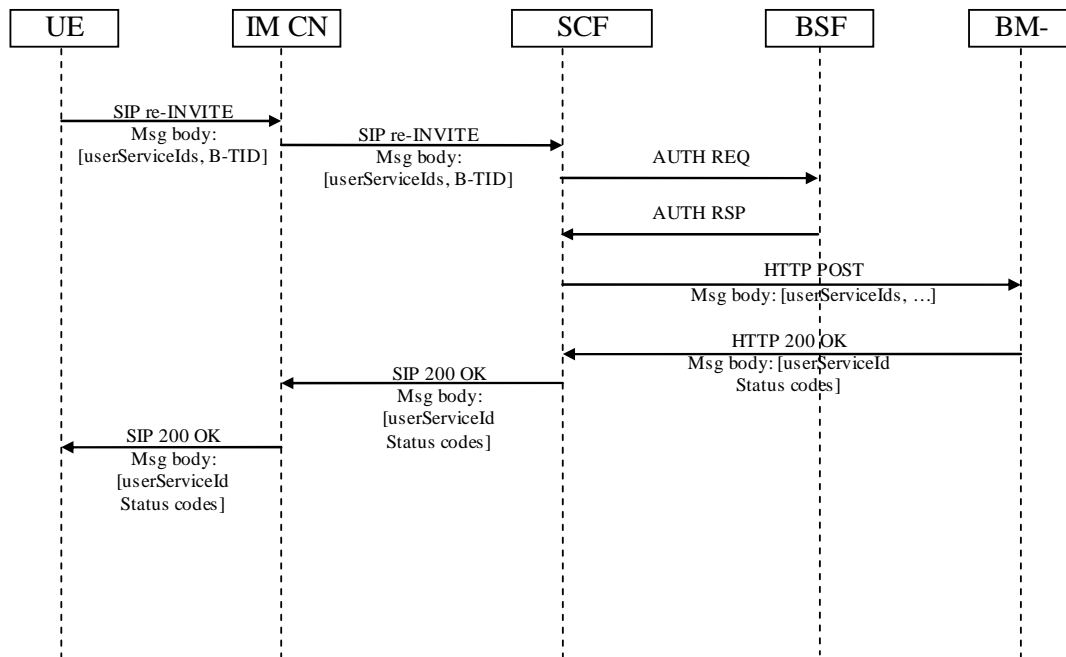 UE
IM CN
SCF
BSF
BM-
SIP re-INVITE
Msg body:
[userServiceIds, B-TID]
SIP re-INVITE
Msg body:
[userServiceIds, B-TID]
AUTH REQ
AUTH RSP
HTTP POST
Msg body: [userServiceIds, …]
HTTP 200 OK
Msg body: [userServiceId
Status codes]
SIP 200 OK
Msg body:
[userServiceId
Status codes]
SIP 200 OK
Msg body:
[userServiceId
Status codes]